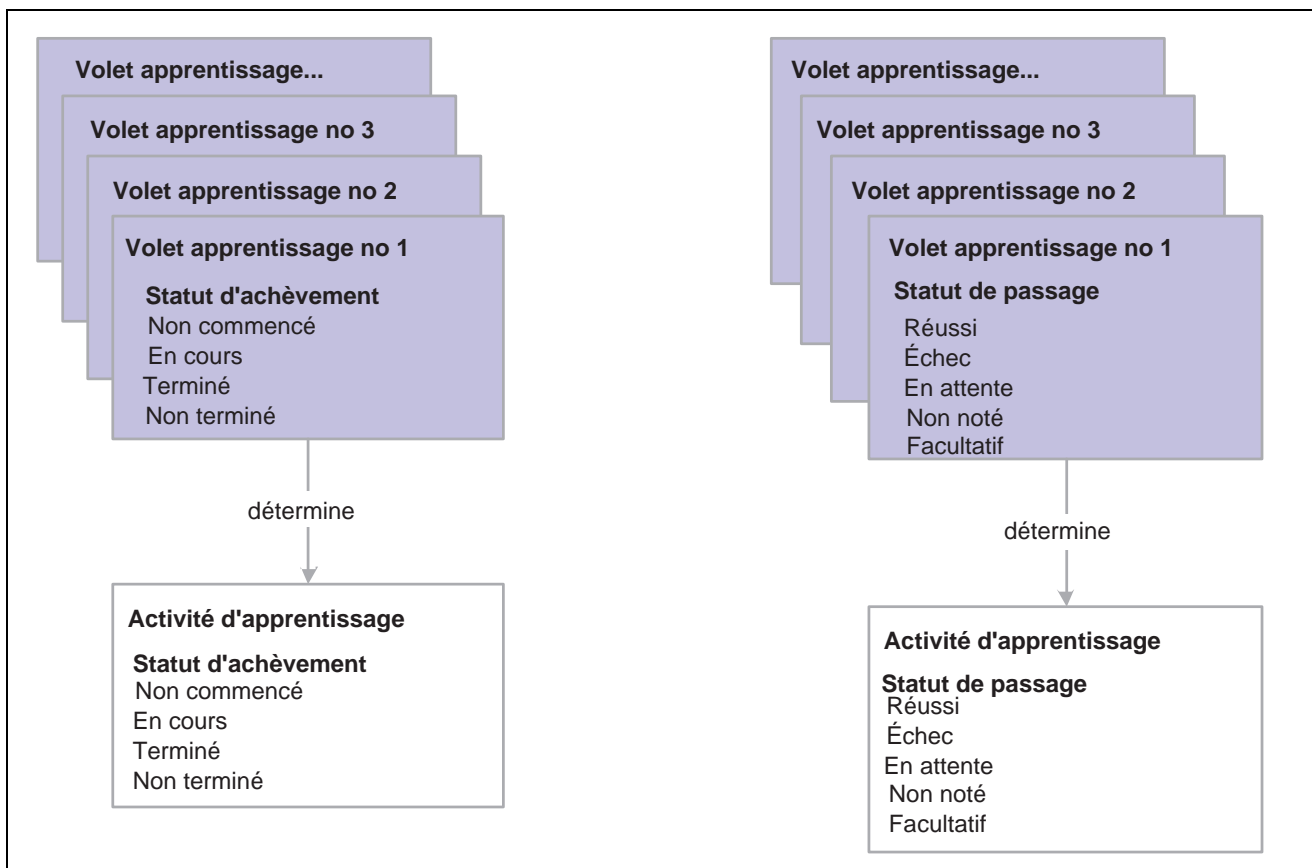 Volet apprentissage...
Volet apprentissage no 3
Volet apprentissage no 2
Volet apprentissage no 1
Statut d'achèvement
Non commencé
En cours
Terminé
Non terminé
détermine
Activité d'apprentissage
Statut d'achèvement
Non commencé
En cours
Terminé
Non terminé
Volet apprentissage...
Volet apprentissage no 3
Volet apprentissage no 2
Volet apprentissage no 1
Statut de passage
Réussi
Échec
En attente
Non noté
Facultatif
détermine
Activité d'apprentissage
Statut de passage
Réussi
Échec
En attente
Non noté
Facultatif